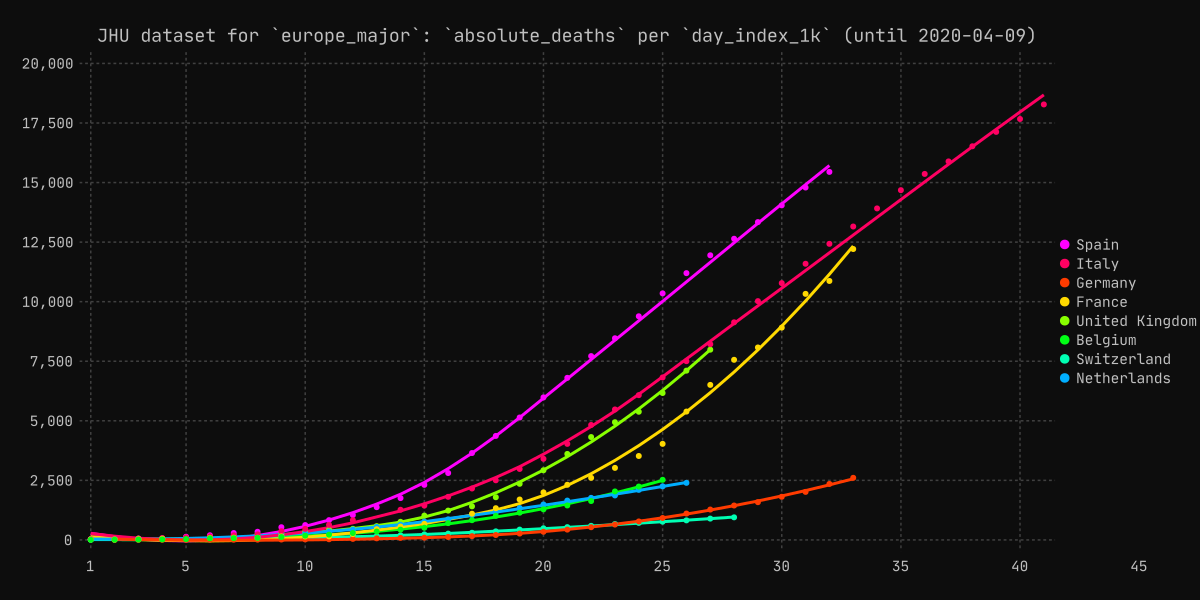 JHU dataset for `europe_major`: `absolute_deaths` per `day_index_1k` (until 2020-04-09)
20,000
17,500
15,000
12,500
10,000
7,500
5,000
2,500
0
1 5 10 15 20 25 30 35 40 45
Spain
Italy
Germany
France
United Kingdom
Belgium
Switzerland
Netherlands